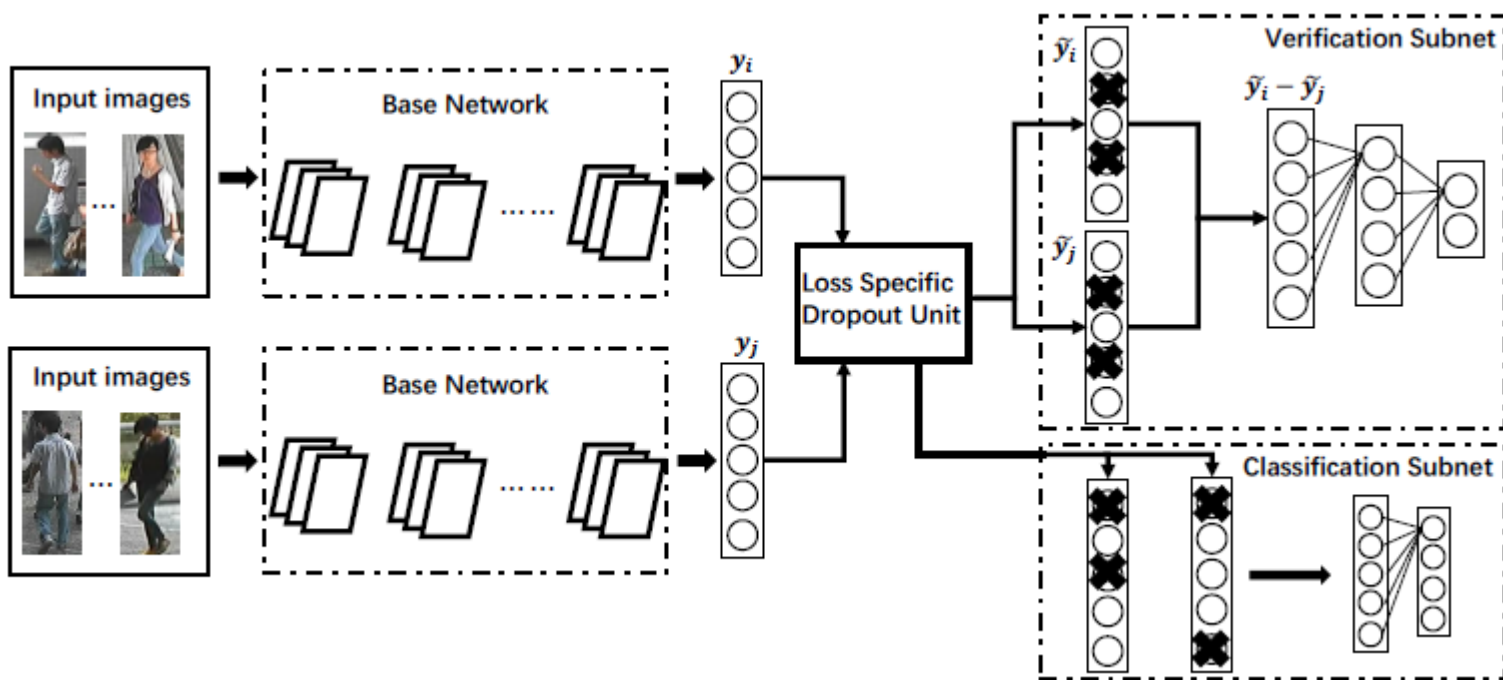 Input images
...
Base Network
... ...
y_i
Loss Specific
Dropout Unit
Input images
...
Base Network
... ...
y_j
Verification Subnet
ỹ_i
ỹ_j
ỹ_i − ỹ_j
Classification Subnet